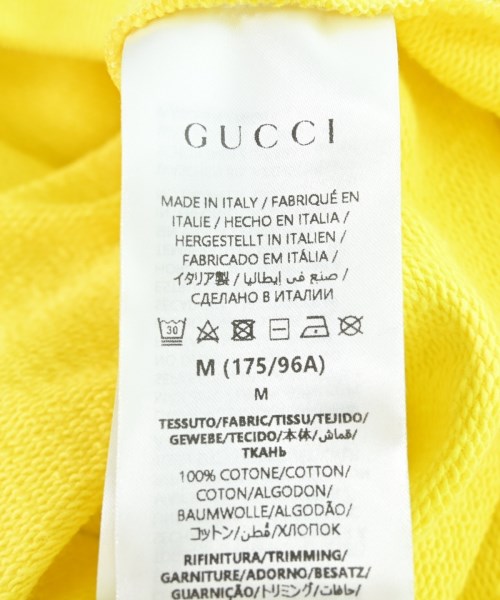 GUCCI
MADE IN ITALY / FABRIQUÉ EN
ITALIE / HECHO EN ITALIA /
HERGESTELLT IN ITALIEN /
FABRICADO EM ITÁLIA /
イタリア製 / صنع في إيطاليا /
СДЕЛАНО В ИТАЛИИ
30
M (175/96A)
M
TESSUTO/FABRIC/TISSU/TEJIDO/
GEWEBE/TECIDO/本体/قماش/
ТКАНЬ
100% COTONE/COTTON/
COTON/ALGODON/
BAUMWOLLE/ALGODÃO/
コットン/قطن/ХЛОПОК
RIFINITURA/TRIMMING/
GARNITURE/ADORNO/BESATZ/
GUARNIÇÃO/トリミング/حافات/